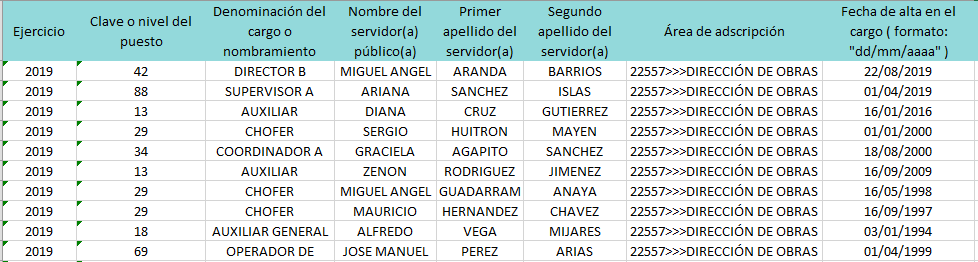 Ejercicio | Clave o nivel del puesto | Denominación del cargo o nombramiento | Nombre del servidor(a) público(a) | Primer apellido del servidor(a) | Segundo apellido del servidor(a) | Área de adscripción | Fecha de alta en el cargo ( formato: "dd/mm/aaaa" )
2019 | 42 | DIRECTOR B | MIGUEL ANGEL | ARANDA | BARRIOS | 22557>>>DIRECCIÓN DE OBRAS | 22/08/2019
2019 | 88 | SUPERVISOR A | ARIANA | SANCHEZ | ISLAS | 22557>>>DIRECCIÓN DE OBRAS | 01/04/2019
2019 | 13 | AUXILIAR | DIANA | CRUZ | GUTIERREZ | 22557>>>DIRECCIÓN DE OBRAS | 16/01/2016
2019 | 29 | CHOFER | SERGIO | HUITRON | MAYEN | 22557>>>DIRECCIÓN DE OBRAS | 01/01/2000
2019 | 34 | COORDINADOR A | GRACIELA | AGAPITO | SANCHEZ | 22557>>>DIRECCIÓN DE OBRAS | 18/08/2000
2019 | 13 | AUXILIAR | ZENON | RODRIGUEZ | JIMENEZ | 22557>>>DIRECCIÓN DE OBRAS | 16/09/2009
2019 | 29 | CHOFER | MIGUEL ANGEL | GUADARRAM | ANAYA | 22557>>>DIRECCIÓN DE OBRAS | 16/05/1998
2019 | 29 | CHOFER | MAURICIO | HERNANDEZ | CHAVEZ | 22557>>>DIRECCIÓN DE OBRAS | 16/09/1997
2019 | 18 | AUXILIAR GENERAL | ALFREDO | VEGA | MIJARES | 22557>>>DIRECCIÓN DE OBRAS | 03/01/1994
2019 | 69 | OPERADOR DE | JOSE MANUEL | PEREZ | ARIAS | 22557>>>DIRECCIÓN DE OBRAS | 01/04/1999